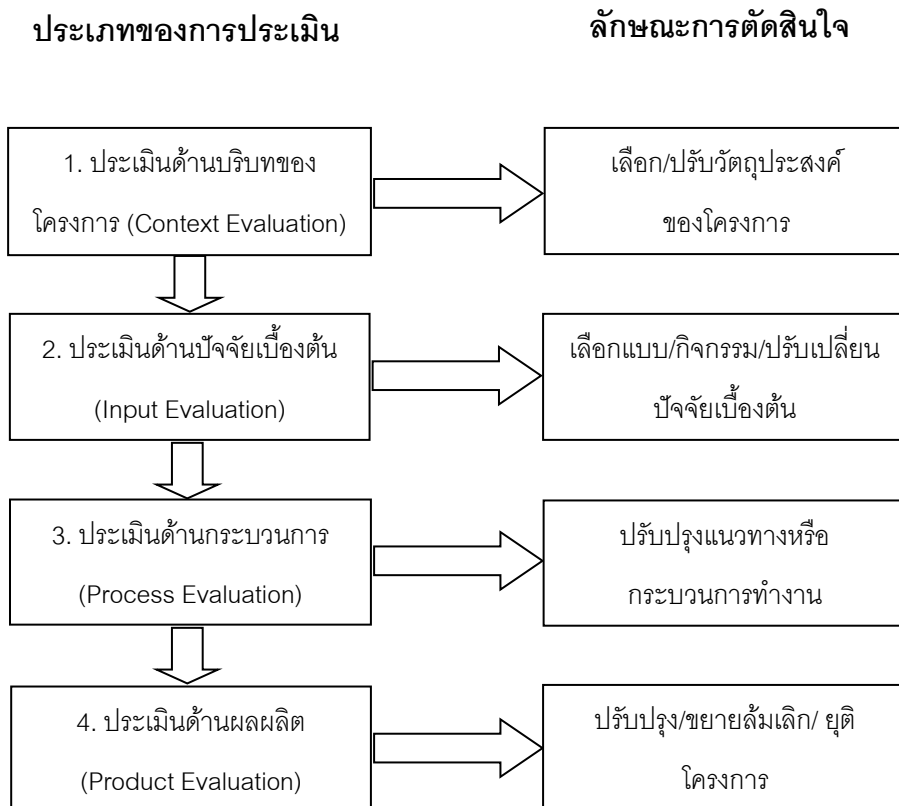 ประเภทของการประเมิน
ลักษณะการตัดสินใจ
1. ประเมินด้านบริบทของ
โครงการ (Context Evaluation)
เลือก/ปรับวัตถุประสงค์
ของโครงการ
2. ประเมินด้านปัจจัยเบื้องต้น
(Input Evaluation)
เลือกแบบ/กิจกรรม/ปรับเปลี่ยน
ปัจจัยเบื้องต้น
3. ประเมินด้านกระบวนการ
(Process Evaluation)
ปรับปรุงแนวทางหรือ
กระบวนการทำงาน
4. ประเมินด้านผลผลิต
(Product Evaluation)
ปรับปรุง/ขยายล้มเลิก/ ยุติ
โครงการ